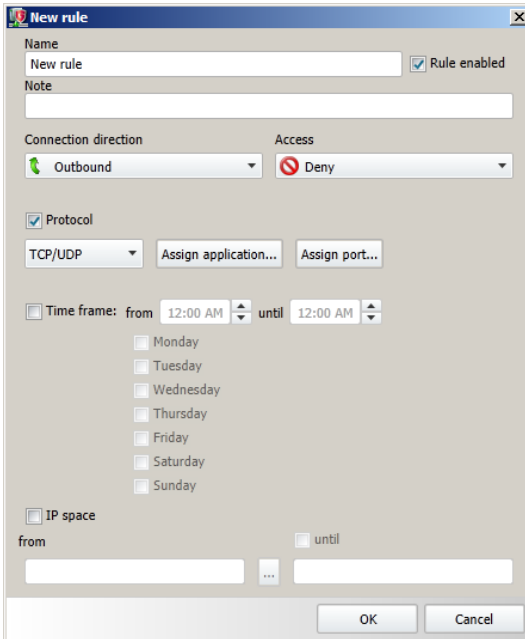 New rule
Name
New rule
Rule enabled
Note
Connection direction Access
Outbound Deny
Protocol
TCP/UDP Assign application... Assign port...
Time frame: from 12:00 AM until 12:00 AM
Monday
Tuesday
Wednesday
Thursday
Friday
Saturday
Sunday
IP space
from until
...
OK Cancel